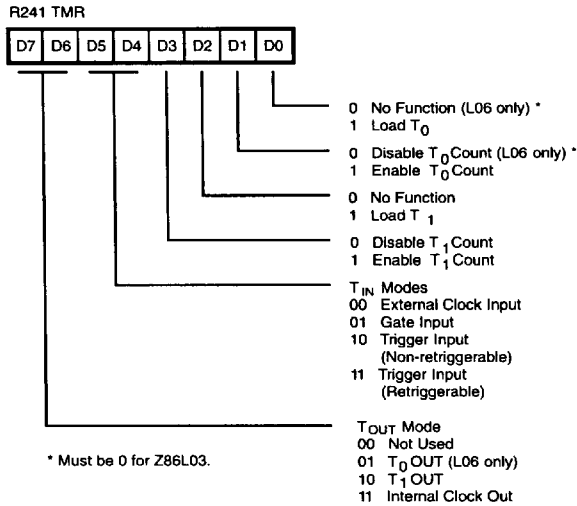 R241 TMR
D7 D6 D5 D4 D3 D2 D1 D0
0 No Function (L06 only) *
1 Load T0
0 Disable T0 Count (L06 only) *
1 Enable T0 Count
0 No Function
1 Load T1
0 Disable T1 Count
1 Enable T1 Count
TIN Modes
00 External Clock Input
01 Gate Input
10 Trigger Input
(Non-retriggerable)
11 Trigger Input
(Retriggerable)
TOUT Mode
00 Not Used
01 T0 OUT (L06 only)
10 T1 OUT
11 Internal Clock Out
* Must be 0 for Z86L03.